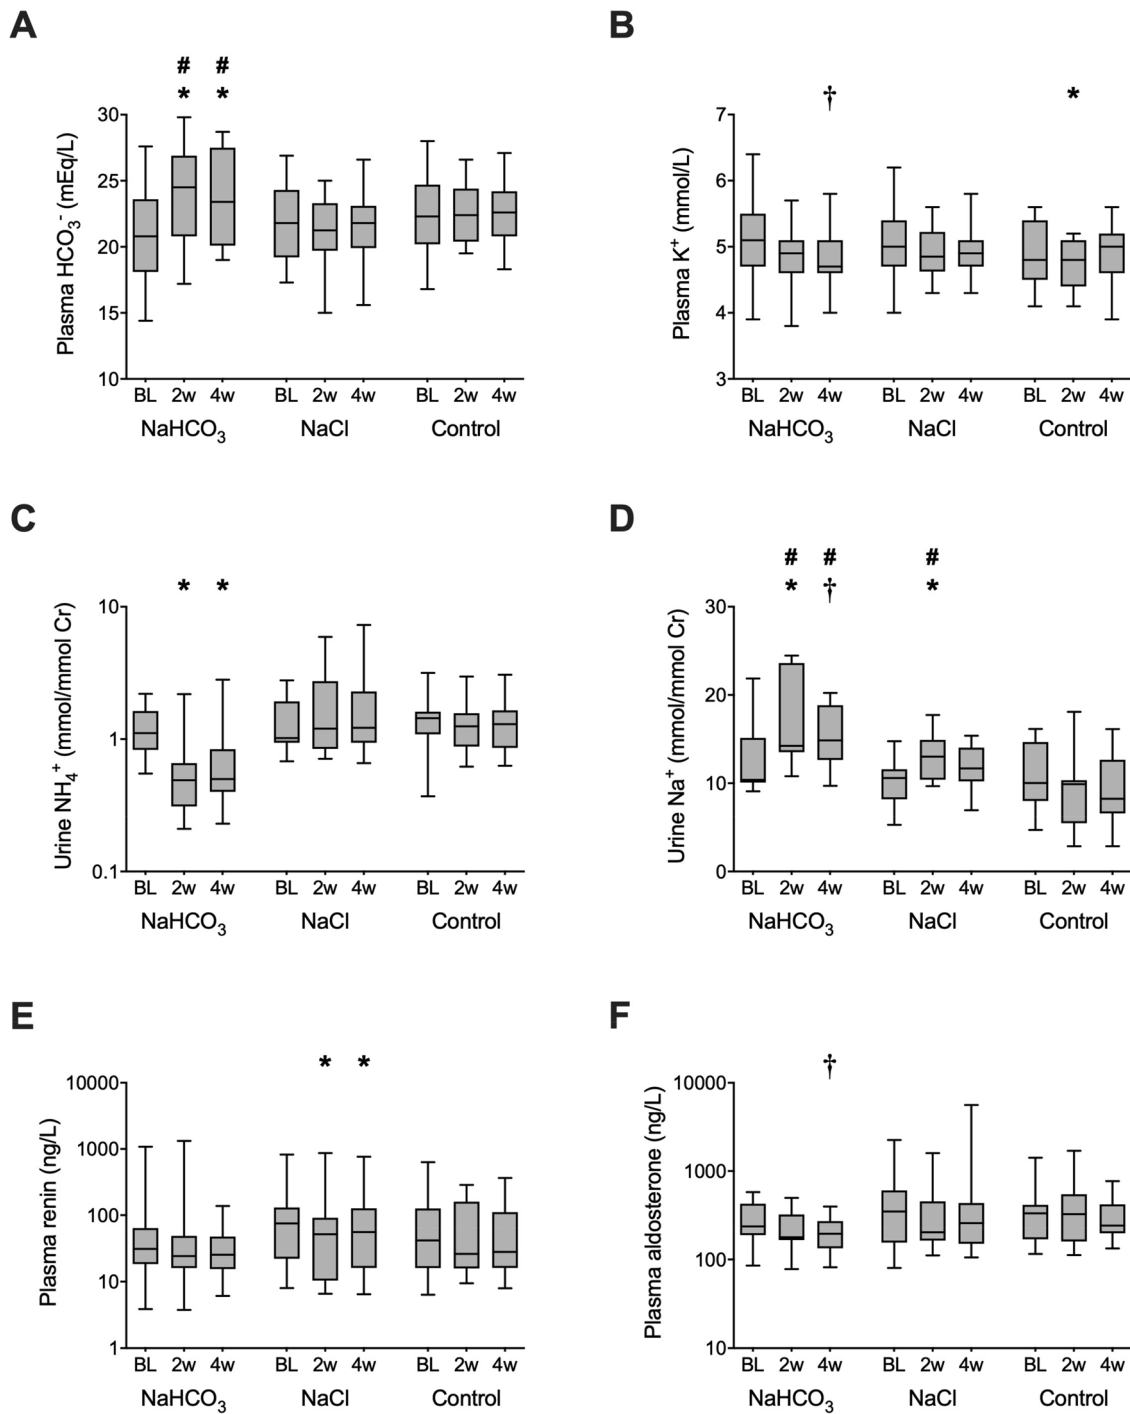 A
B
# #
* *
†
*
Plasma HCO3- (mEq/L)
30
25
20
15
10
BL 2w 4w BL 2w 4w BL 2w 4w
NaHCO3 NaCl Control
Plasma K+ (mmol/L)
7
6
5
4
3
BL 2w 4w BL 2w 4w BL 2w 4w
NaHCO3 NaCl Control
C
D
* *
# # #
* † *
Urine NH4+ (mmol/mmol Cr)
10
1
0.1
BL 2w 4w BL 2w 4w BL 2w 4w
NaHCO3 NaCl Control
Urine Na+ (mmol/mmol Cr)
30
20
10
0
BL 2w 4w BL 2w 4w BL 2w 4w
NaHCO3 NaCl Control
E
F
* *
†
Plasma renin (ng/L)
10000
1000
100
10
1
BL 2w 4w BL 2w 4w BL 2w 4w
NaHCO3 NaCl Control
Plasma aldosterone (ng/L)
10000
1000
100
10
BL 2w 4w BL 2w 4w BL 2w 4w
NaHCO3 NaCl Control